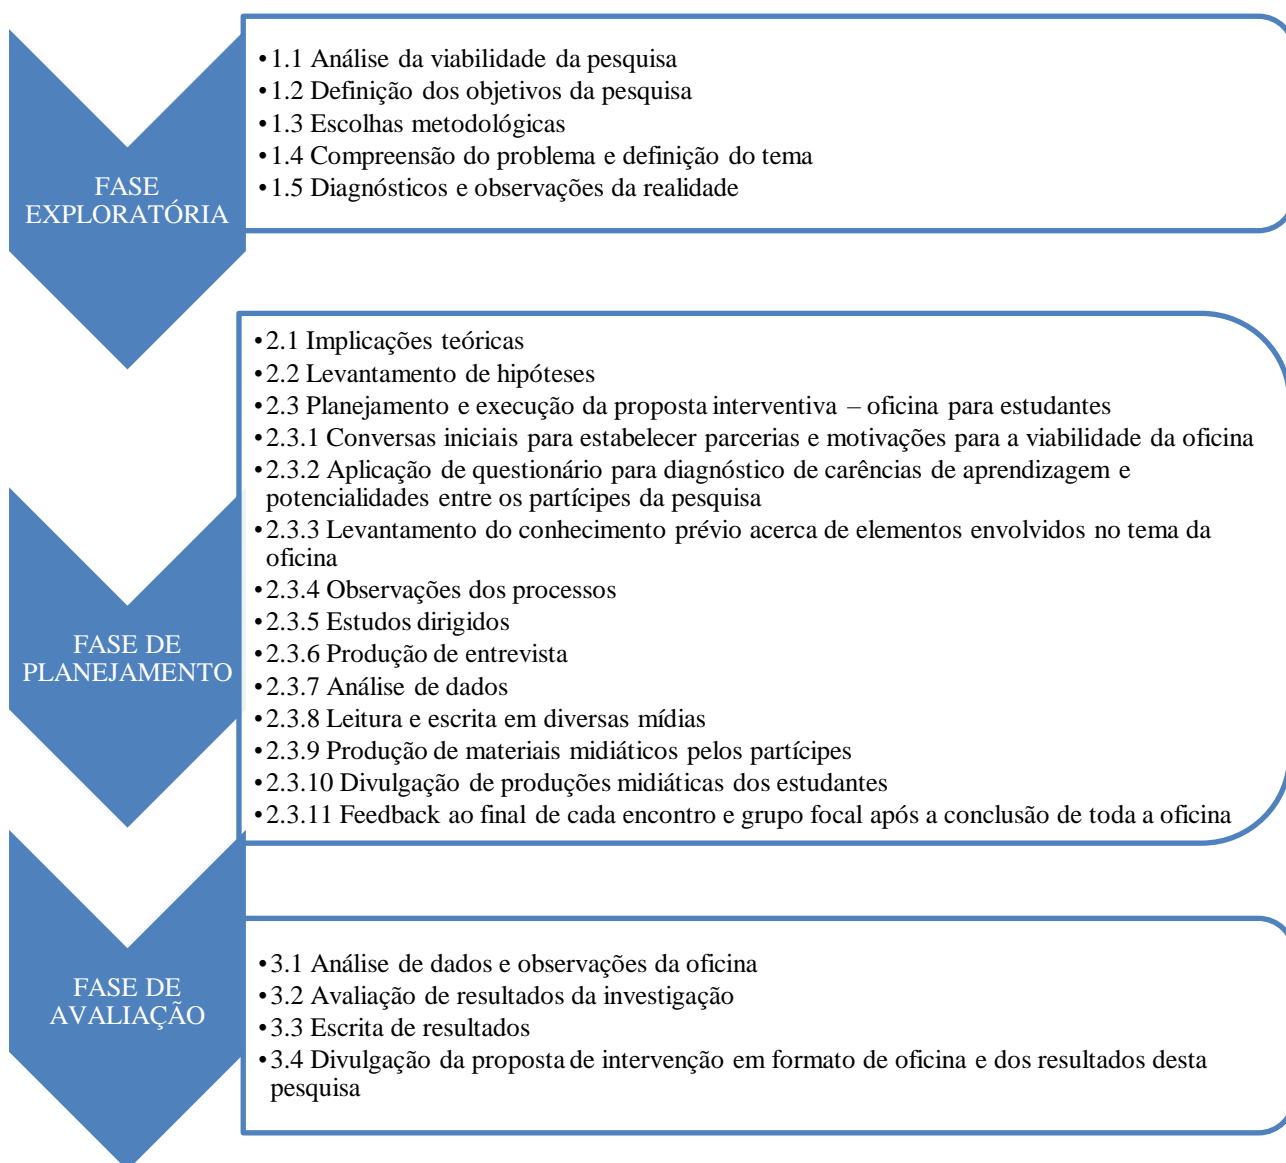 FASE
EXPLORATÓRIA
•1.1 Análise da viabilidade da pesquisa
•1.2 Definição dos objetivos da pesquisa
•1.3 Escolhas metodológicas
•1.4 Compreensão do problema e definição do tema
•1.5 Diagnósticos e observações da realidade
FASE DE
PLANEJAMENTO
•2.1 Implicações teóricas
•2.2 Levantamento de hipóteses
•2.3 Planejamento e execução da proposta interventiva – oficina para estudantes
•2.3.1 Conversas iniciais para estabelecer parcerias e motivações para a viabilidade da oficina
•2.3.2 Aplicação de questionário para diagnóstico de carências de aprendizagem e
potencialidades entre os partícipes da pesquisa
•2.3.3 Levantamento do conhecimento prévio acerca de elementos envolvidos no tema da
oficina
•2.3.4 Observações dos processos
•2.3.5 Estudos dirigidos
•2.3.6 Produção de entrevista
•2.3.7 Análise de dados
•2.3.8 Leitura e escrita em diversas mídias
•2.3.9 Produção de materiais midiáticos pelos partícipes
•2.3.10 Divulgação de produções midiáticas dos estudantes
•2.3.11 Feedback ao final de cada encontro e grupo focal após a conclusão de toda a oficina
FASE DE
AVALIAÇÃO
•3.1 Análise de dados e observações da oficina
•3.2 Avaliação de resultados da investigação
•3.3 Escrita de resultados
•3.4 Divulgação da proposta de intervenção em formato de oficina e dos resultados desta
pesquisa